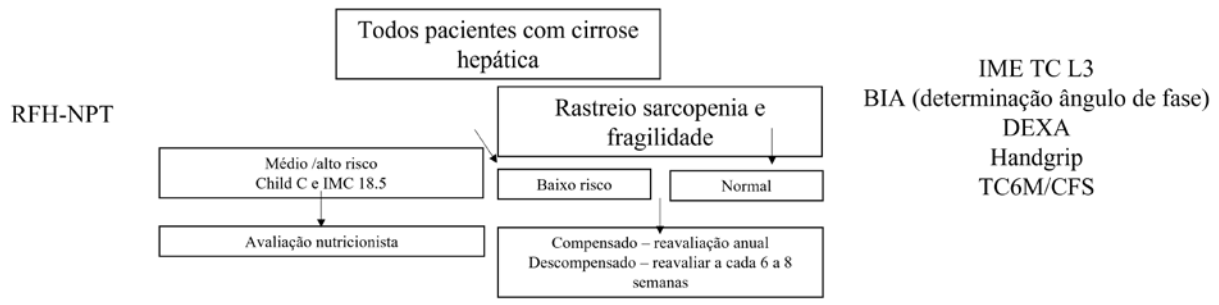 Todos pacientes com cirrose
hepática
RFH-NPT
Rastreio sarcopenia e
fragilidade
IME TC L3
BIA (determinação ângulo de fase)
DEXA
Handgrip
TC6M/CFS
Médio /alto risco
Child C e IMC 18.5
Baixo risco
Normal
Avaliação nutricionista
Compensado – reavaliação anual
Descompensado – reavaliar a cada 6 a 8
semanas